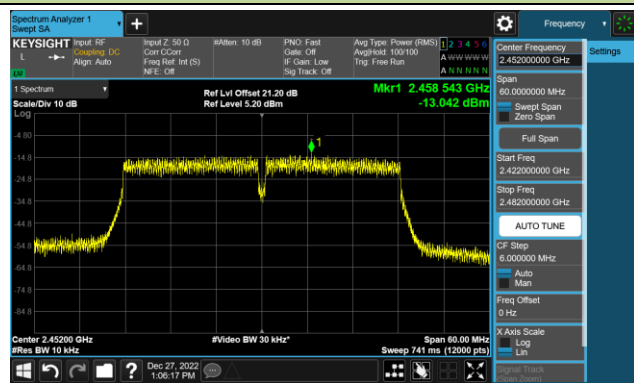 Spectrum Analyzer 1
Swept SA
Frequency
KEYSIGHT
L
Input: RF
Coupling: DC
Align: Auto
Input Z: 50 Ω
Corr CCorr
Freq Ref: Int (S)
NFE: Off
#Atten: 10 dB
PNO: Fast
Gate: Off
IF Gain: Low
Sig Track: Off
Avg Type: Power (RMS)
Avg|Hold: 100/100
Trig: Free Run
1 2 3 4 5 6
A W W W W W
A N N N N N
1 Spectrum
Scale/Div 10 dB
Log
Ref Lvl Offset 21.20 dB
Ref Level 5.20 dBm
Mkr1 2.458 543 GHz
-13.042 dBm
1
-4.80
-14.8
-24.8
-34.8
-44.8
-54.8
-64.8
-74.8
-84.8
Center 2.45200 GHz
#Res BW 10 kHz
#Video BW 30 kHz*
Span 60.00 MHz
Sweep 741 ms (12000 pts)
Center Frequency
2.452000000 GHz
Settings
Span
60.0000000 MHz
Swept Span
Zero Span
Full Span
Start Freq
2.422000000 GHz
Stop Freq
2.482000000 GHz
AUTO TUNE
CF Step
6.000000 MHz
Auto
Man
Freq Offset
0 Hz
X Axis Scale
Log
Lin
Signal Track
(Span Zoom)
?
Dec 27, 2022
1:06:17 PM